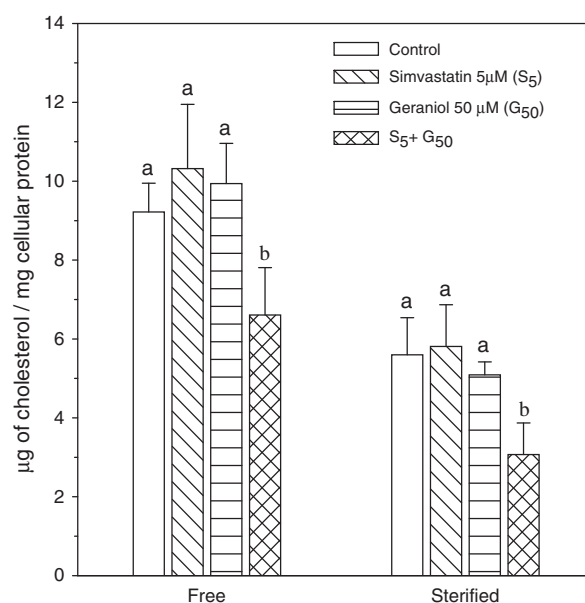 14
12
10
8
6
4
2
0
µg of cholesterol / mg cellular protein
Control
Simvastatin 5µM (S5)
Geraniol 50 µM (G50)
S5+ G50
a
a
a
b
a
a
a
b
Free
Sterified